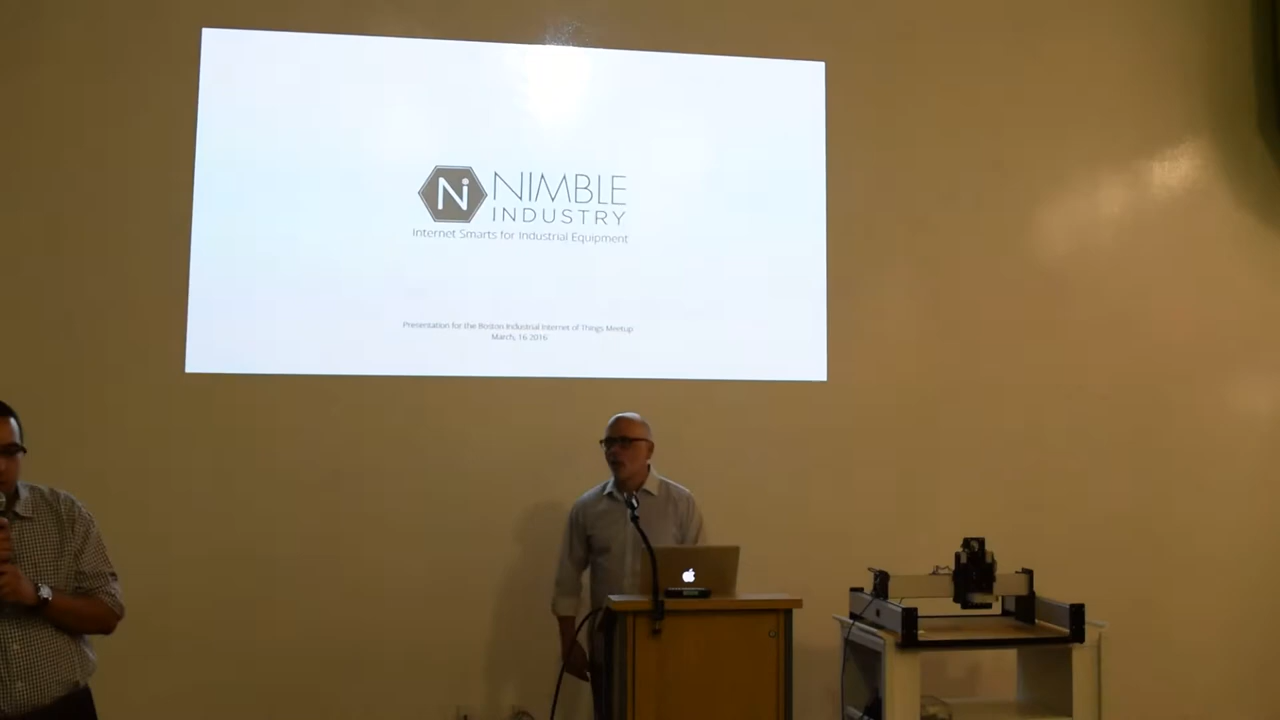 Ni NIMBLE
INDUSTRY
Internet Smarts for Industrial Equipment
Presentation for the Boston Industrial Internet of Things Meetup
March, 16 2016